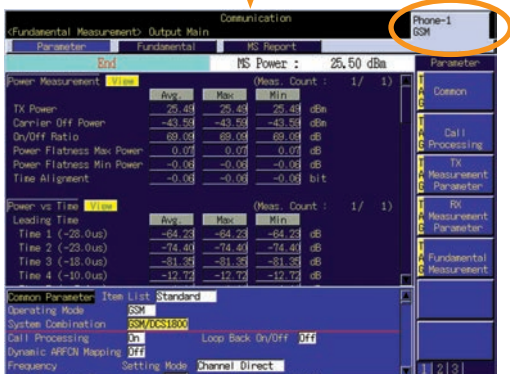 Communication
Phone-1
<Fundamental Measurement> Output Main
GSM
Parameter Fundamental MS Report
End MS Power : 25.50 dBm Parameter
Power Measurement View (Meas. Count : 1/ 1)
Avg. Max Min
TX Power 25.49 25.49 25.49 dBm
Carrier Off Power -43.59 -43.59 -43.59 dBm
On/Off Ratio 69.09 69.09 69.09 dB
Power Flatness Max Power 0.07 0.07 0.07 dB
Power Flatness Min Power -0.06 -0.06 -0.06 dB
Time Alignment -0.06 -0.06 -0.06 bit
Power vs Time View (Meas. Count : 1/ 1)
Leading Time Avg. Max Min
Time 1 (-28.0us) -64.23 -64.23 -64.23 dB
Time 2 (-23.0us) -74.40 -74.40 -74.40 dB
Time 3 (-18.0us) -81.35 -81.35 -81.35 dB
Time 4 (-10.0us) -12.72 -12.72 -12.72 dB
Common Parameter Item List Standard
Operating Mode GSM
System Combination GSM/DCS1800
Call Processing On Loop Back On/Off Off
Dynamic ARFCN Mapping Off
Frequency Setting Mode Channel Direct
TAG Common
TAG Call Processing
TAG TX Measurement Parameter
TAG RX Measurement Parameter
TAG Fundamental Measurement
1 2 3